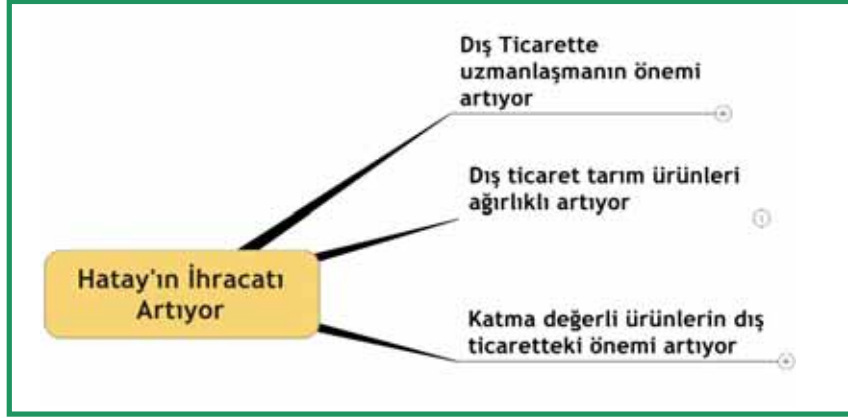 Dış Ticarette
uzmanlaşmanın önemi
artıyor
Dış ticaret tarım ürünleri
ağırlıklı artıyor
Hatay'ın İhracatı
Artıyor
Katma değerli ürünlerin dış
ticaretteki önemi artıyor